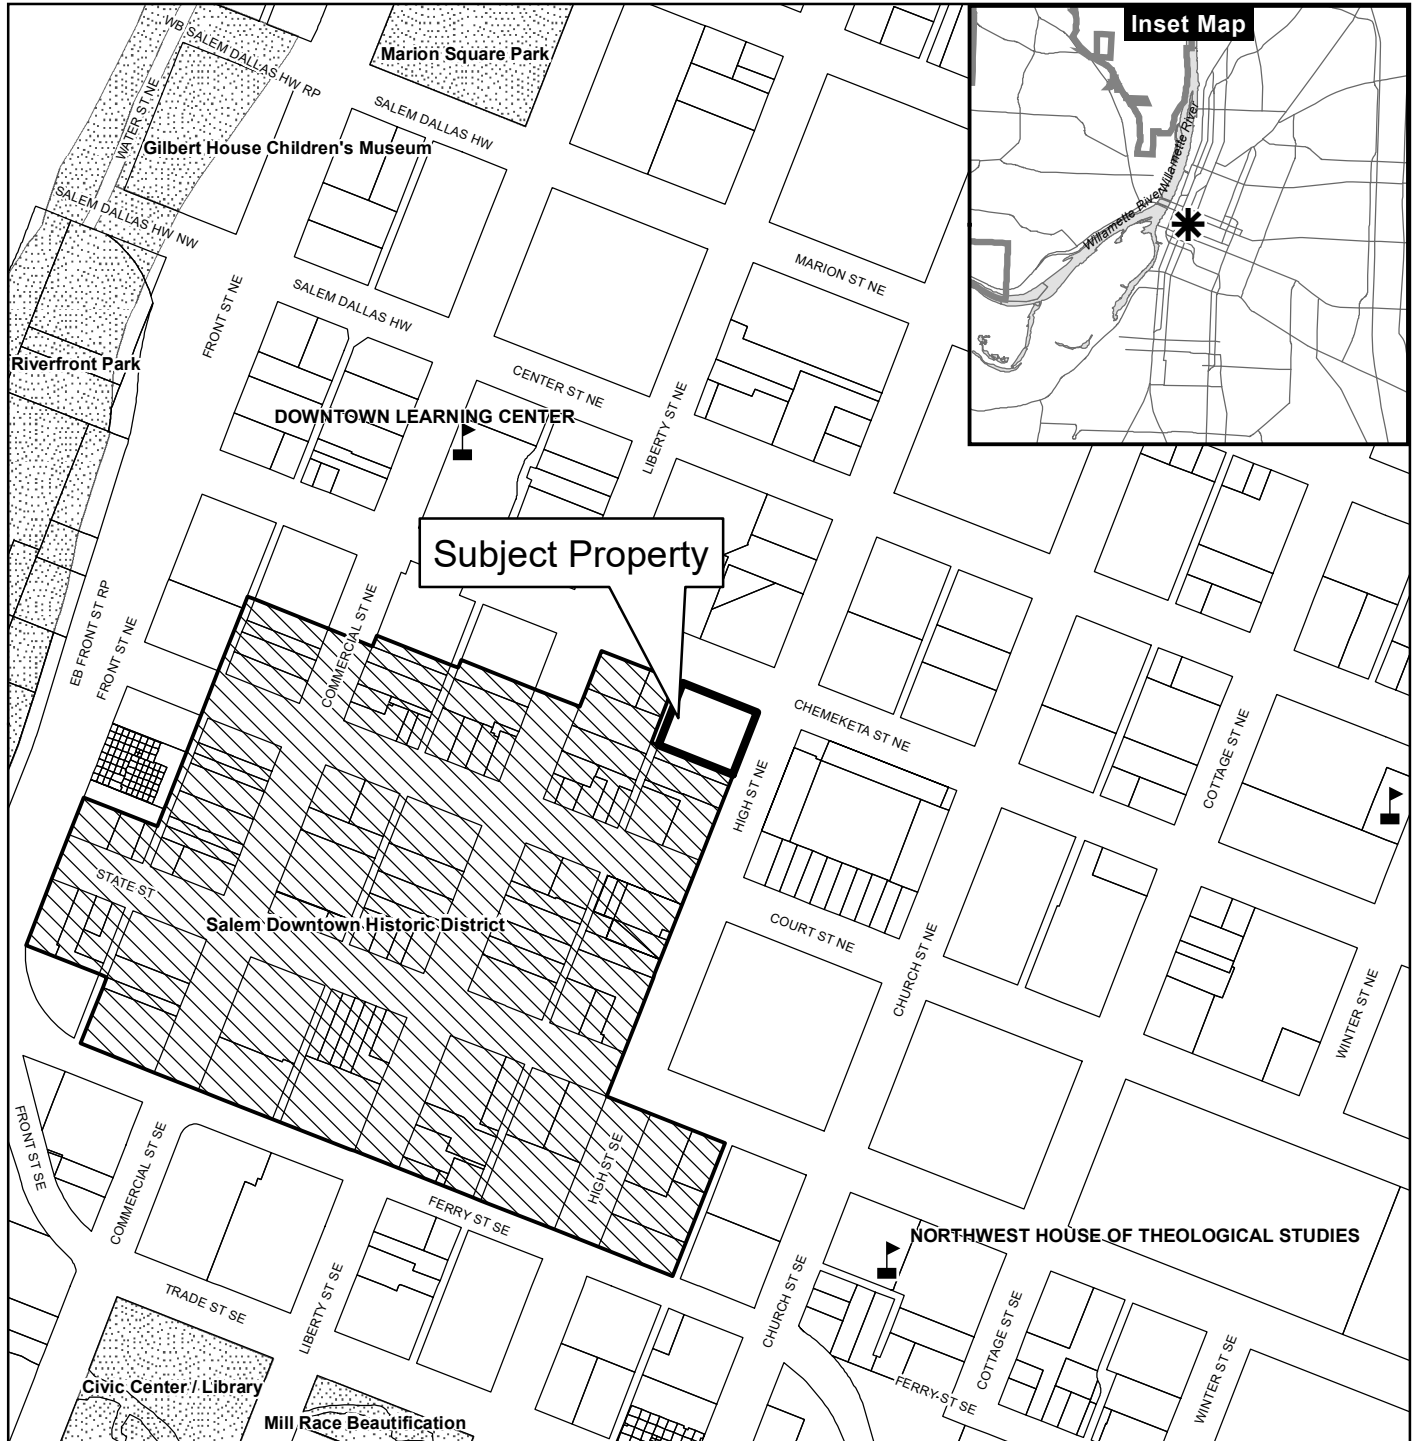 Inset Map
WB SALEM DALLAS HW RP
Marion Square Park
WATER ST NE
SALEM DALLAS HW
Gilbert House Children's Museum
Willamette River
Willamette River
SALEM DALLAS HW NW
MARION ST NE
FRONT ST NE
SALEM DALLAS HW
Riverfront Park
CENTER ST NE
LIBERTY ST NE
DOWNTOWN LEARNING CENTER
Subject Property
EB FRONT ST RP
FRONT ST NE
COMMERCIAL ST NE
CHEMEKETA ST NE
COTTAGE ST NE
HIGH ST NE
STATE ST
Salem Downtown Historic District
COURT ST NE
CHURCH ST NE
WINTER ST NE
FRONT ST SE
COMMERCIAL ST SE
HIGH ST SE
FERRY ST SE
NORTHWEST HOUSE OF THEOLOGICAL STUDIES
TRADE ST SE
LIBERTY ST SE
CHURCH ST SE
COTTAGE ST SE
WINTER ST SE
FERRY ST SE
Civic Center / Library
Mill Race Beautification